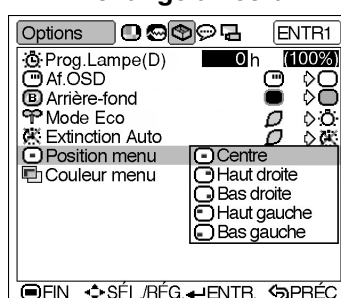 Options ENTR1
Prog.Lampe(D) 0 h (100%)
Af.OSD
B Arrière-fond
Mode Eco
Extinction Auto
Position menu Centre
Couleur menu Haut droite
Bas droite
Haut gauche
Bas gauche
FIN SÉL./RÉG. ENTR. PRÉC